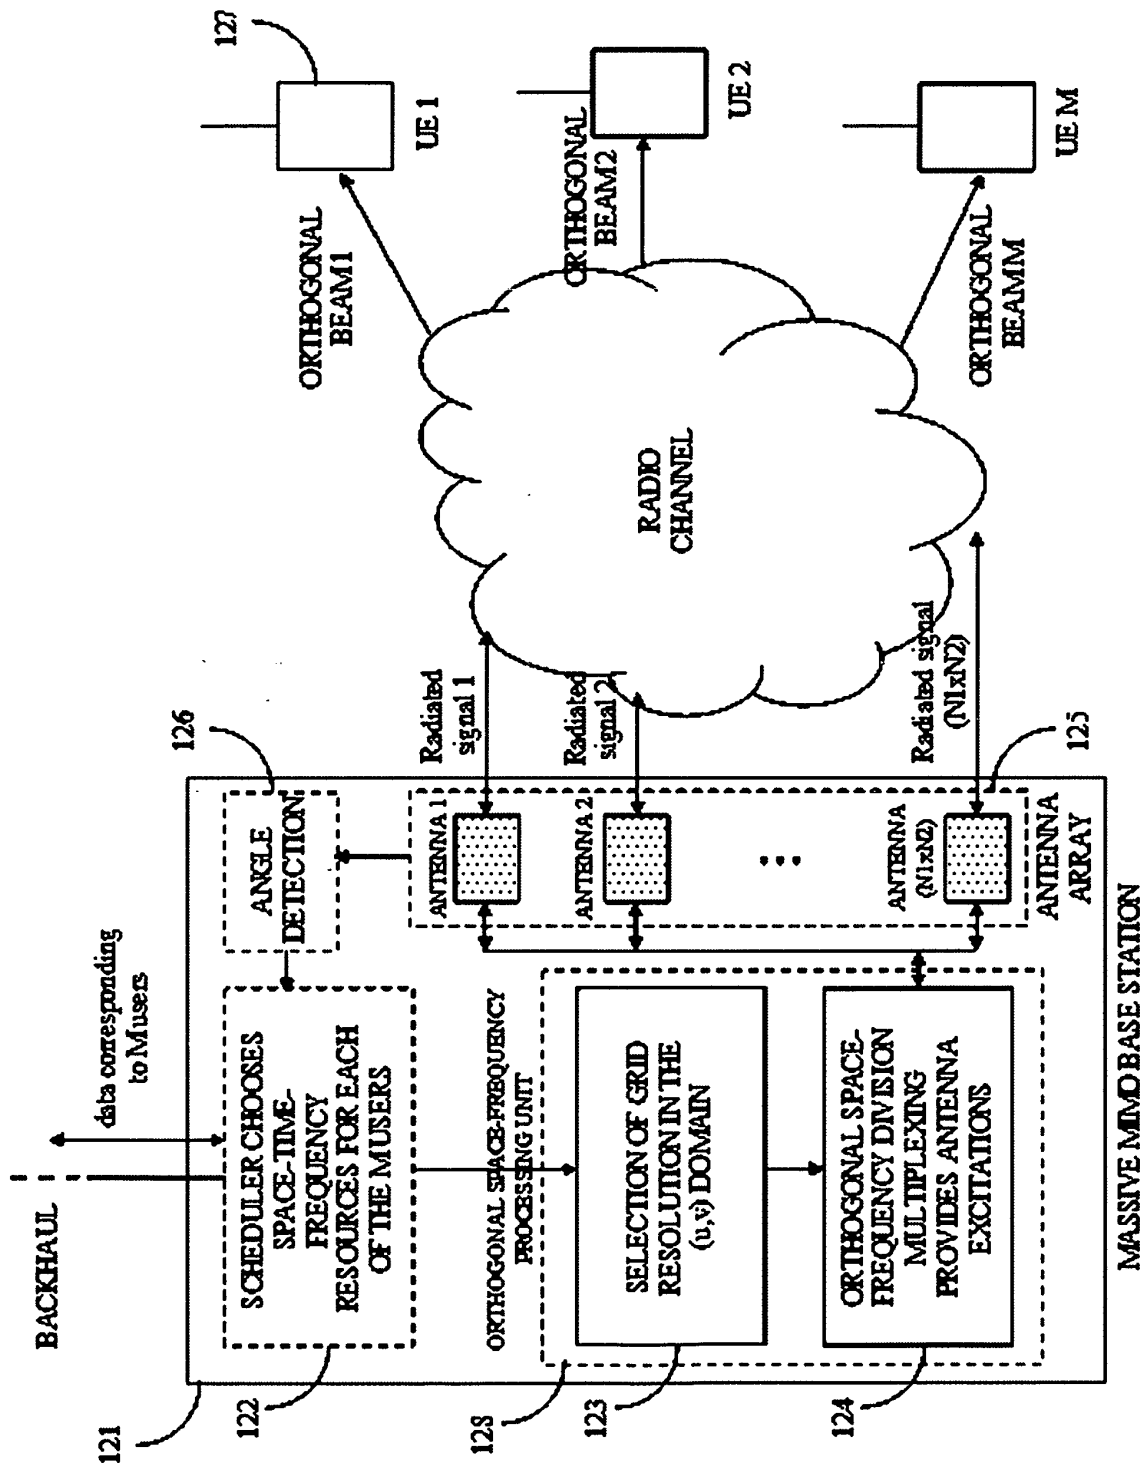 BACKHAUL
data corresponding
to M users
121
122
SCHEDULER CHOOSES
SPACE-TIME-
FREQUENCY
RESOURCES FOR EACH
OF THE M USERS
126
ANGLE
DETECTION
128
ORTHOGONAL SPACE-FREQUENCY
PROCESSING UNIT
123
SELECTION OF GRID
RESOLUTION IN THE
(u,v) DOMAIN
124
ORTHOGONAL SPACE-
FREQUENCY DIVISION
MULTIPLEXING
PROVIDES ANTENNA
EXCITATIONS
ANTENNA 1
ANTENNA 2
...
ANTENNA
(N1xN2)
ANTENNA
ARRAY
125
MASSIVE MIMO BASE STATION
Radiated
signal 1
Radiated
signal 2
Radiated signal
(N1xN2)
RADIO
CHANNEL
ORTHOGONAL
BEAM1
ORTHOGONAL
BEAM2
ORTHOGONAL
BEAMM
127
UE 1
UE 2
UE M